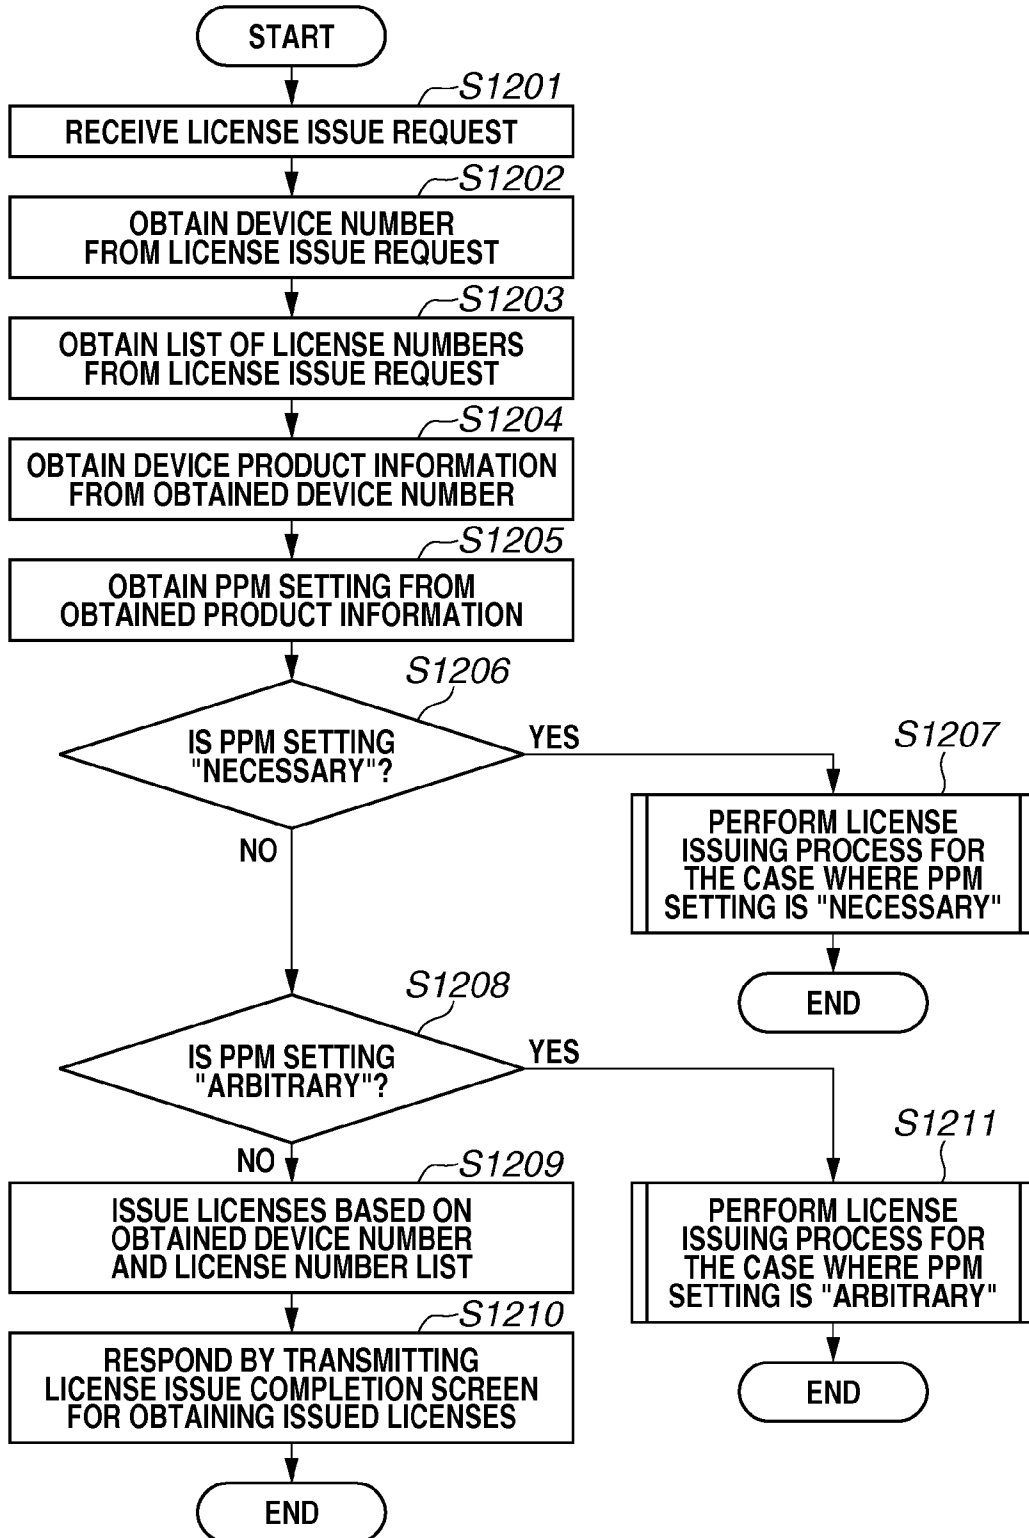 START
S1201
RECEIVE LICENSE ISSUE REQUEST
S1202
OBTAIN DEVICE NUMBER
FROM LICENSE ISSUE REQUEST
S1203
OBTAIN LIST OF LICENSE NUMBERS
FROM LICENSE ISSUE REQUEST
S1204
OBTAIN DEVICE PRODUCT INFORMATION
FROM OBTAINED DEVICE NUMBER
S1205
OBTAIN PPM SETTING FROM
OBTAINED PRODUCT INFORMATION
S1206
IS PPM SETTING
"NECESSARY"?
YES
NO
S1207
PERFORM LICENSE
ISSUING PROCESS FOR
THE CASE WHERE PPM
SETTING IS "NECESSARY"
END
S1208
IS PPM SETTING
"ARBITRARY"?
YES
NO
S1211
PERFORM LICENSE
ISSUING PROCESS FOR
THE CASE WHERE PPM
SETTING IS "ARBITRARY"
END
S1209
ISSUE LICENSES BASED ON
OBTAINED DEVICE NUMBER
AND LICENSE NUMBER LIST
S1210
RESPOND BY TRANSMITTING
LICENSE ISSUE COMPLETION SCREEN
FOR OBTAINING ISSUED LICENSES
END